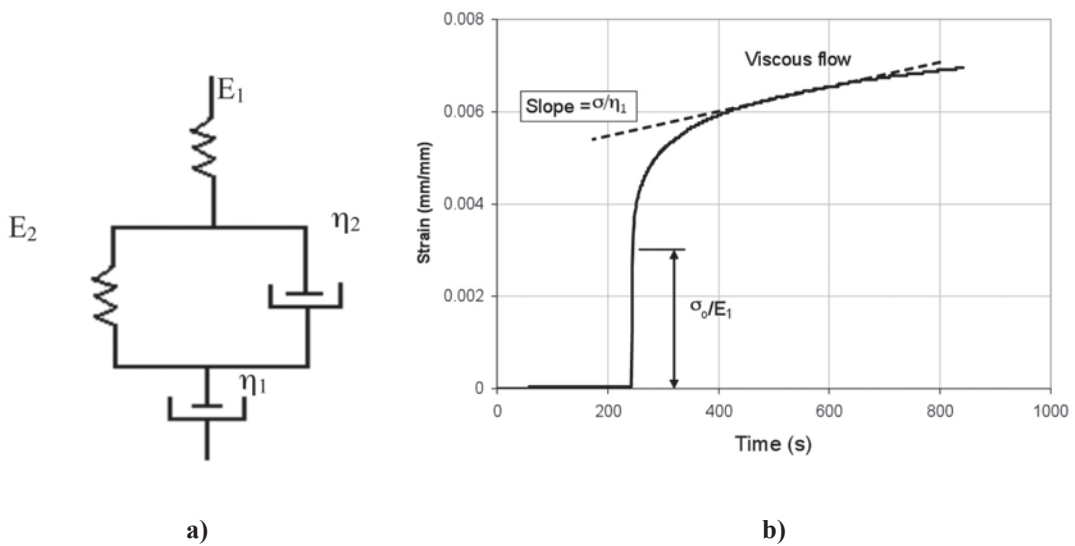 E₁
E₂
η₂
η₁
a)
0.008
0.006
0.004
0.002
0
Strain (mm/mm)
Viscous flow
Slope =σ/η₁
σₒ/E₁
0
200
400
600
800
1000
Time (s)
b)